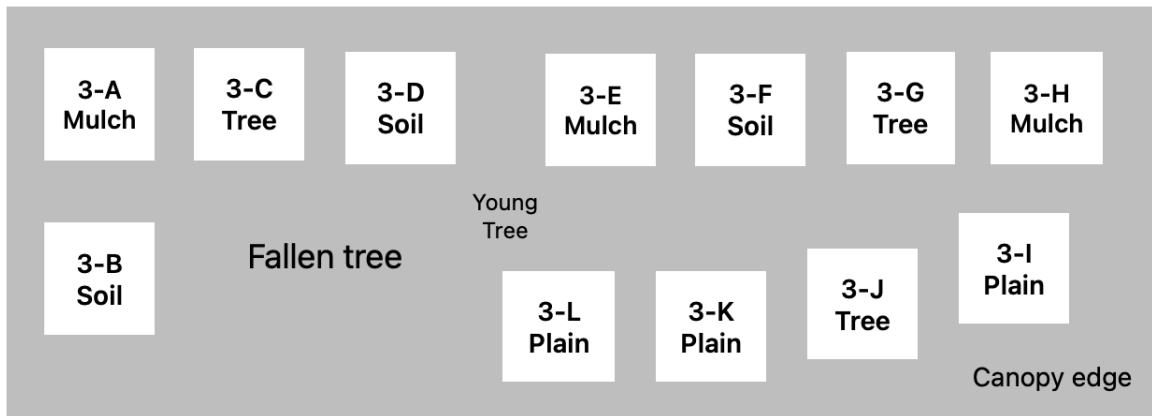 3-A
Mulch
3-C
Tree
3-D
Soil
3-E
Mulch
3-F
Soil
3-G
Tree
3-H
Mulch
Young
Tree
3-B
Soil
Fallen tree
3-L
Plain
3-K
Plain
3-J
Tree
3-I
Plain
Canopy edge